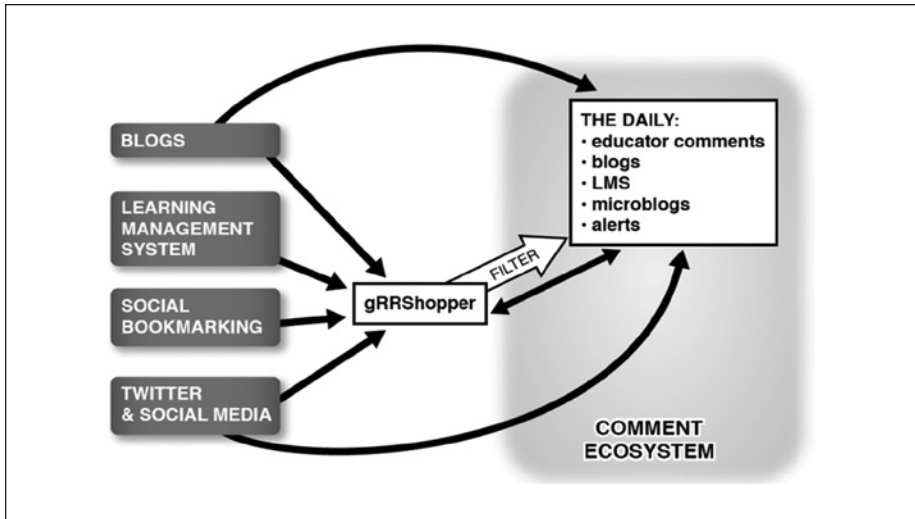 BLOGS
LEARNING
MANAGEMENT
SYSTEM
SOCIAL
BOOKMARKING
TWITTER
& SOCIAL MEDIA
gRRShopper
FILTER
THE DAILY:
• educator comments
• blogs
• LMS
• microblogs
• alerts
COMMENT
ECOSYSTEM